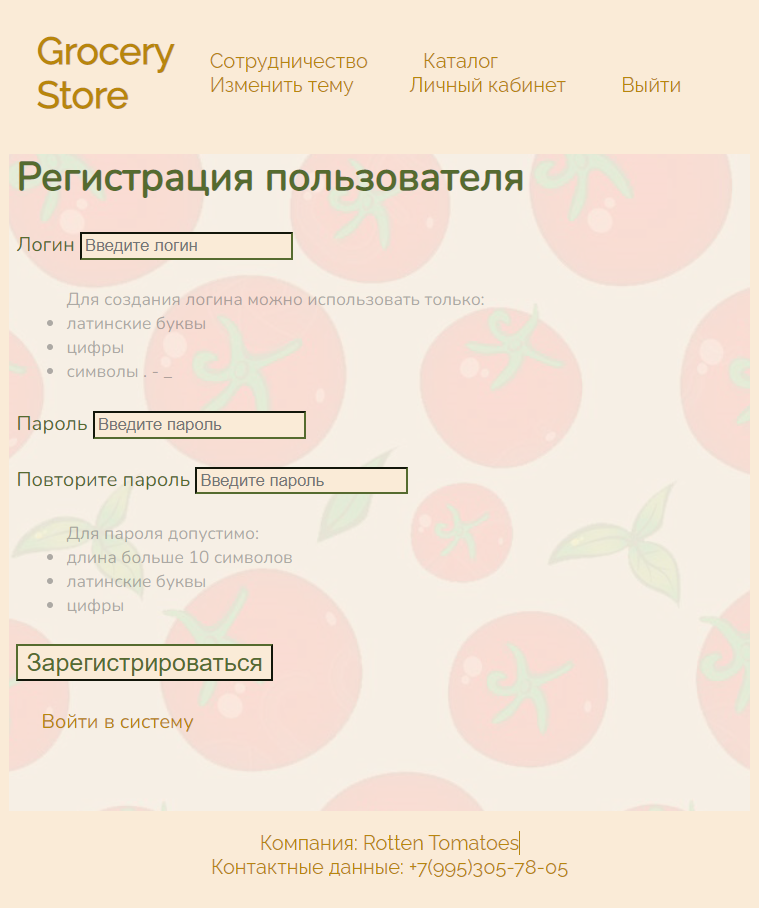 Grocery
Store
Сотрудничество Каталог
Изменить тему Личный кабинет Выйти
Регистрация пользователя
Логин Введите логин
Для создания логина можно использовать только:
латинские буквы
цифры
символы . - _
Пароль Введите пароль
Повторите пароль Введите пароль
Для пароля допустимо:
длина больше 10 символов
латинские буквы
цифры
Зарегистрироваться
Войти в систему
Компания: Rotten Tomatoes
Контактные данные: +7(995)305-78-05